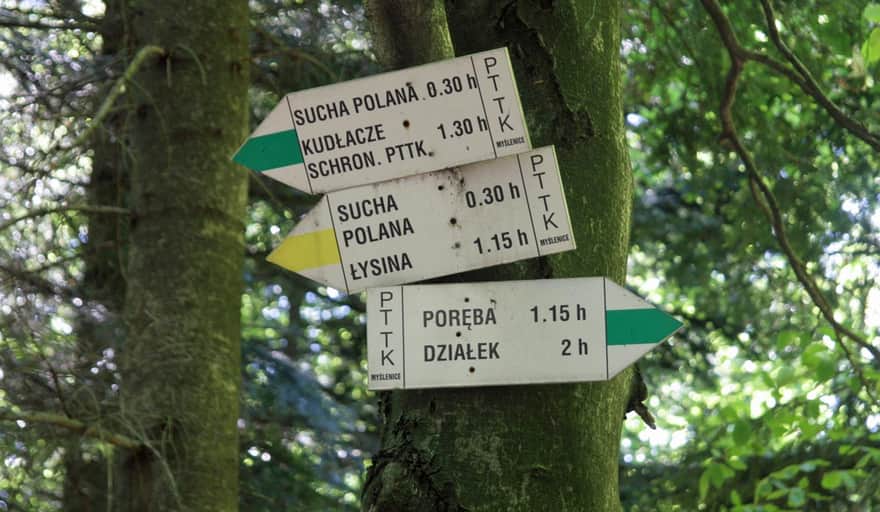 SUCHA POLANA 0.30 h
KUDŁACZE 1.30 h
SCHRON. PTTK
PTTK
MYŚLENICE
SUCHA 0.30 h
POLANA
ŁYSINA 1.15 h
PTTK
MYŚLENICE
PTTK
MYŚLENICE
PORĘBA 1.15 h
DZIAŁEK 2 h